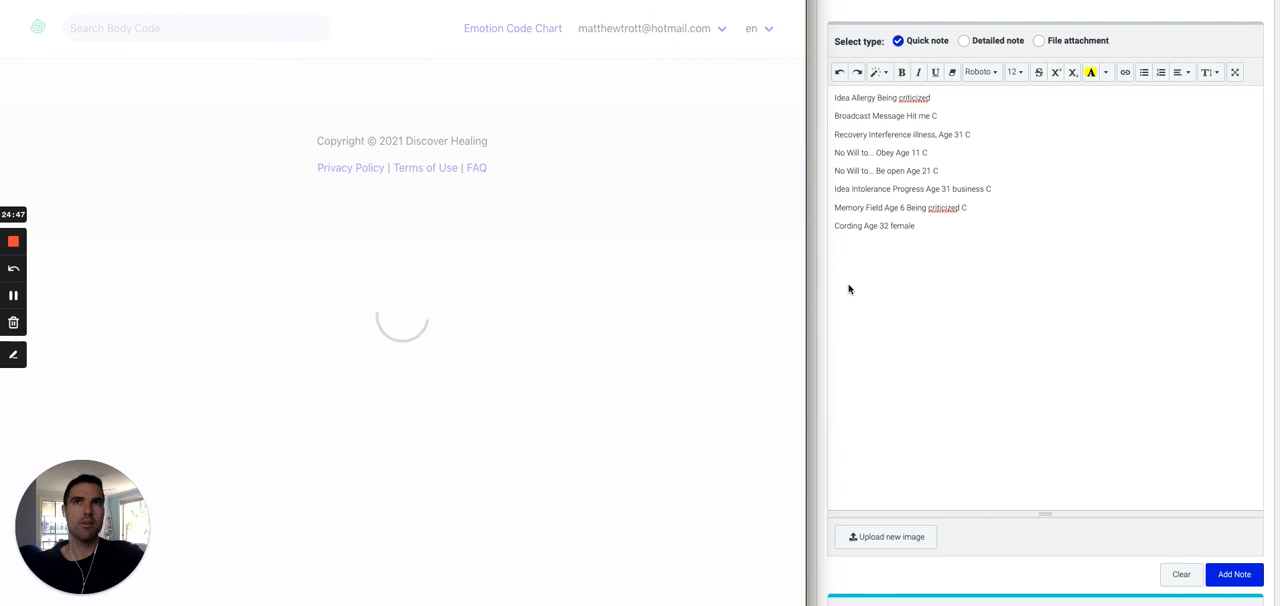 Search Body Code
Emotion Code Chart
matthewtrott@hotmail.com
en
Copyright © 2021 Discover Healing
Privacy Policy | Terms of Use | FAQ
24:47
Select type: Quick note Detailed note File attachment
B I U Roboto 12 S X² X₂ A T
Idea Allergy Being criticized
Broadcast Message Hit me C
Recovery Interference illness, Age 31 C
No Will to... Obey Age 11 C
No Will to... Be open Age 21 C
Idea Intolerance Progress Age 31 business C
Memory Field Age 6 Being criticized C
Cording Age 32 female
Upload new image
Clear
Add Note